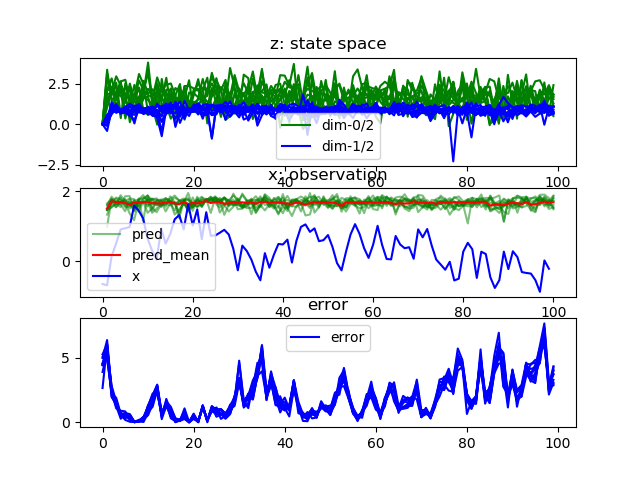 z: state space
2.5
0.0
−2.5
dim-0/2
dim-1/2
0
20
40
60
80
100
x: observation
2
0
pred
pred_mean
x
0
20
40
60
80
100
error
5
0
error
0
20
40
60
80
100